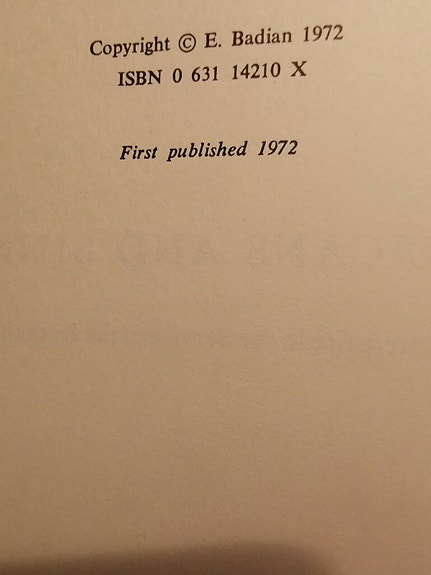 Copyright © E. Badian 1972
ISBN 0 631 14210 X
First published 1972